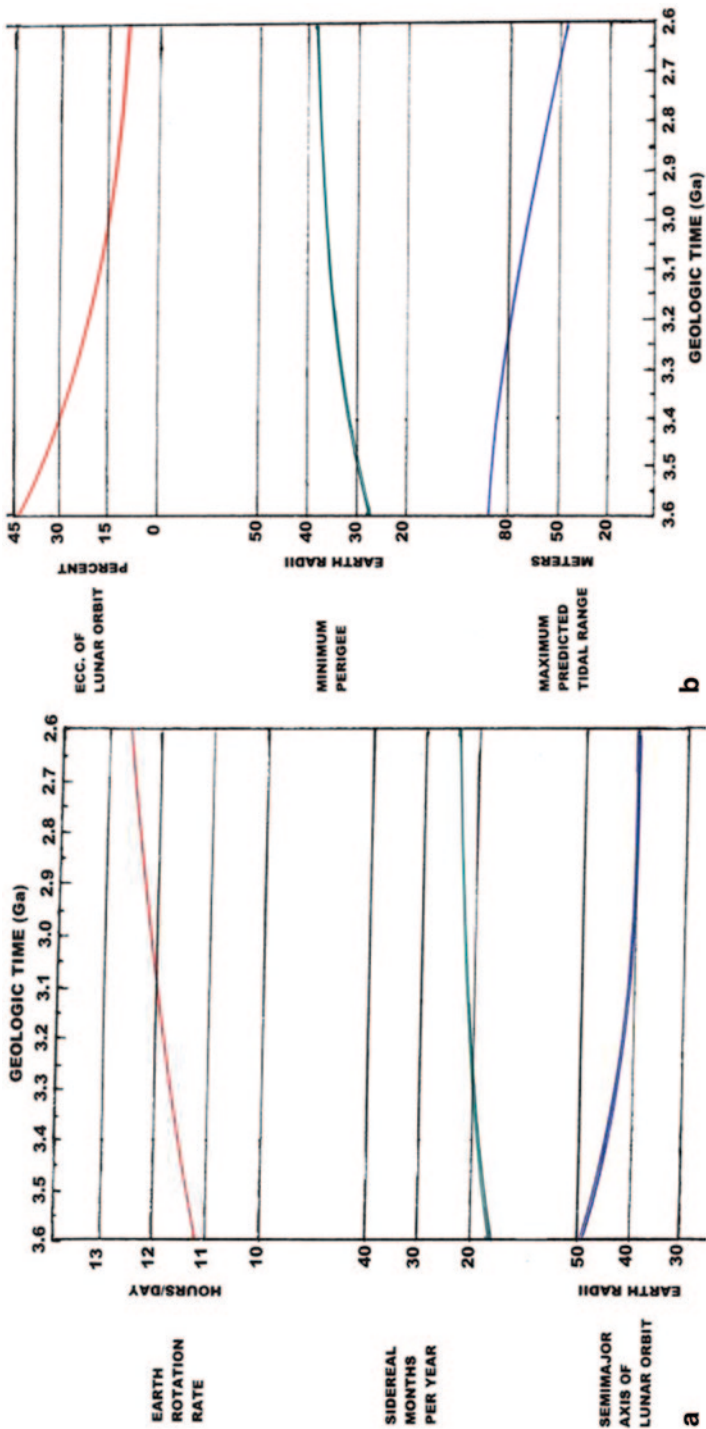 GEOLOGIC TIME (Ga)
3.6 3.5 3.4 3.3 3.2 3.1 3.0 2.9 2.8 2.7 2.6
EARTH
ROTATION
RATE
HOURS/DAY
13
12
11
10
SIDEREAL
MONTHS
PER YEAR
40
30
20
SEMIMAJOR
AXIS OF
LUNAR ORBIT
EARTH RADII
50
40
30
a
ECC. OF
LUNAR ORBIT
PERCENT
45
30
15
0
MINIMUM
PERIGEE
EARTH RADII
50
40
30
20
MAXIMUM
PREDICTED
TIDAL RANGE
METERS
80
50
20
3.6 3.5 3.4 3.3 3.2 3.1 3.0 2.9 2.8 2.7 2.6
GEOLOGIC TIME (Ga)
b